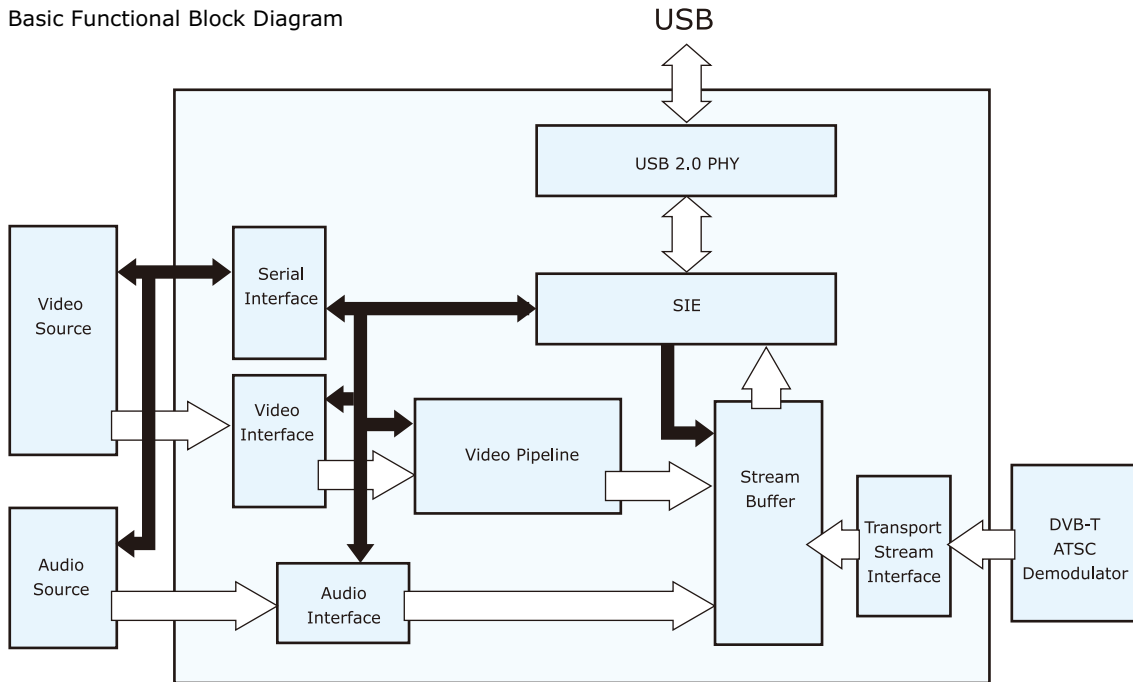 Basic Functional Block Diagram
USB
USB 2.0 PHY
Serial
Interface
SIE
Video
Source
Video
Interface
Video Pipeline
Stream
Buffer
Transport
Stream
Interface
DVB-T
ATSC
Demodulator
Audio
Source
Audio
Interface